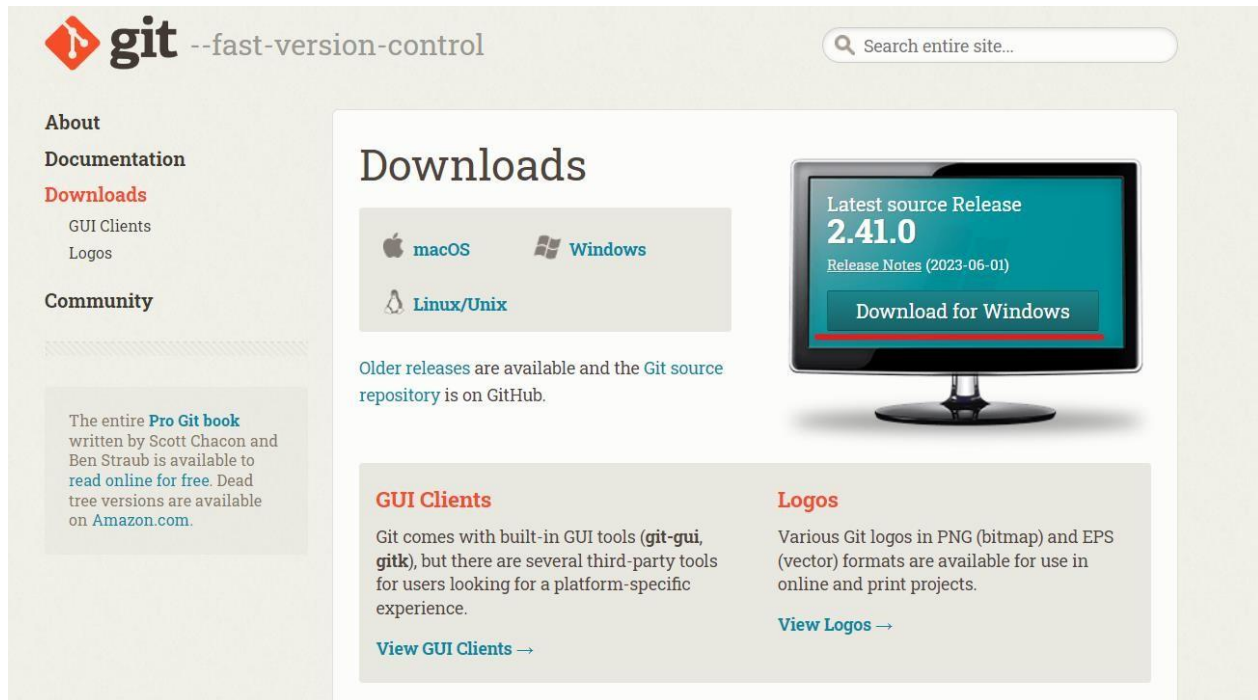 git --fast-version-control
Search entire site...
About
Documentation
Downloads
GUI Clients
Logos
Community
The entire Pro Git book
written by Scott Chacon and
Ben Straub is available to
read online for free. Dead
tree versions are available
on Amazon.com.
Downloads
macOS
Windows
Linux/Unix
Older releases are available and the Git source
repository is on GitHub.
Latest source Release
2.41.0
Release Notes (2023-06-01)
Download for Windows
GUI Clients
Git comes with built-in GUI tools (git-gui,
gitk), but there are several third-party tools
for users looking for a platform-specific
experience.
View GUI Clients →
Logos
Various Git logos in PNG (bitmap) and EPS
(vector) formats are available for use in
online and print projects.
View Logos →